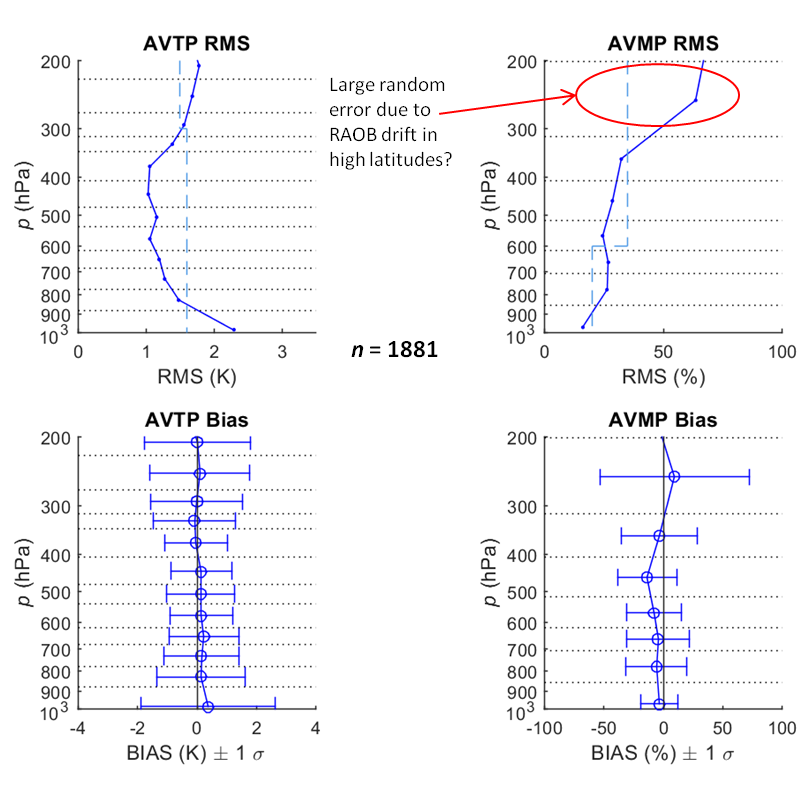 AVTP RMS
200
300
400
500
600
700
800
900
10³
p (hPa)
0 1 2 3
RMS (K)
Large random
error due to
RAOB drift in
high latitudes?
n = 1881
AVMP RMS
200
300
400
500
600
700
800
900
10³
p (hPa)
0 50 100
RMS (%)
AVTP Bias
200
300
400
500
600
700
800
900
10³
p (hPa)
-4 -2 0 2 4
BIAS (K) ± 1 σ
AVMP Bias
200
300
400
500
600
700
800
900
10³
p (hPa)
-100 -50 0 50 100
BIAS (%) ± 1 σ